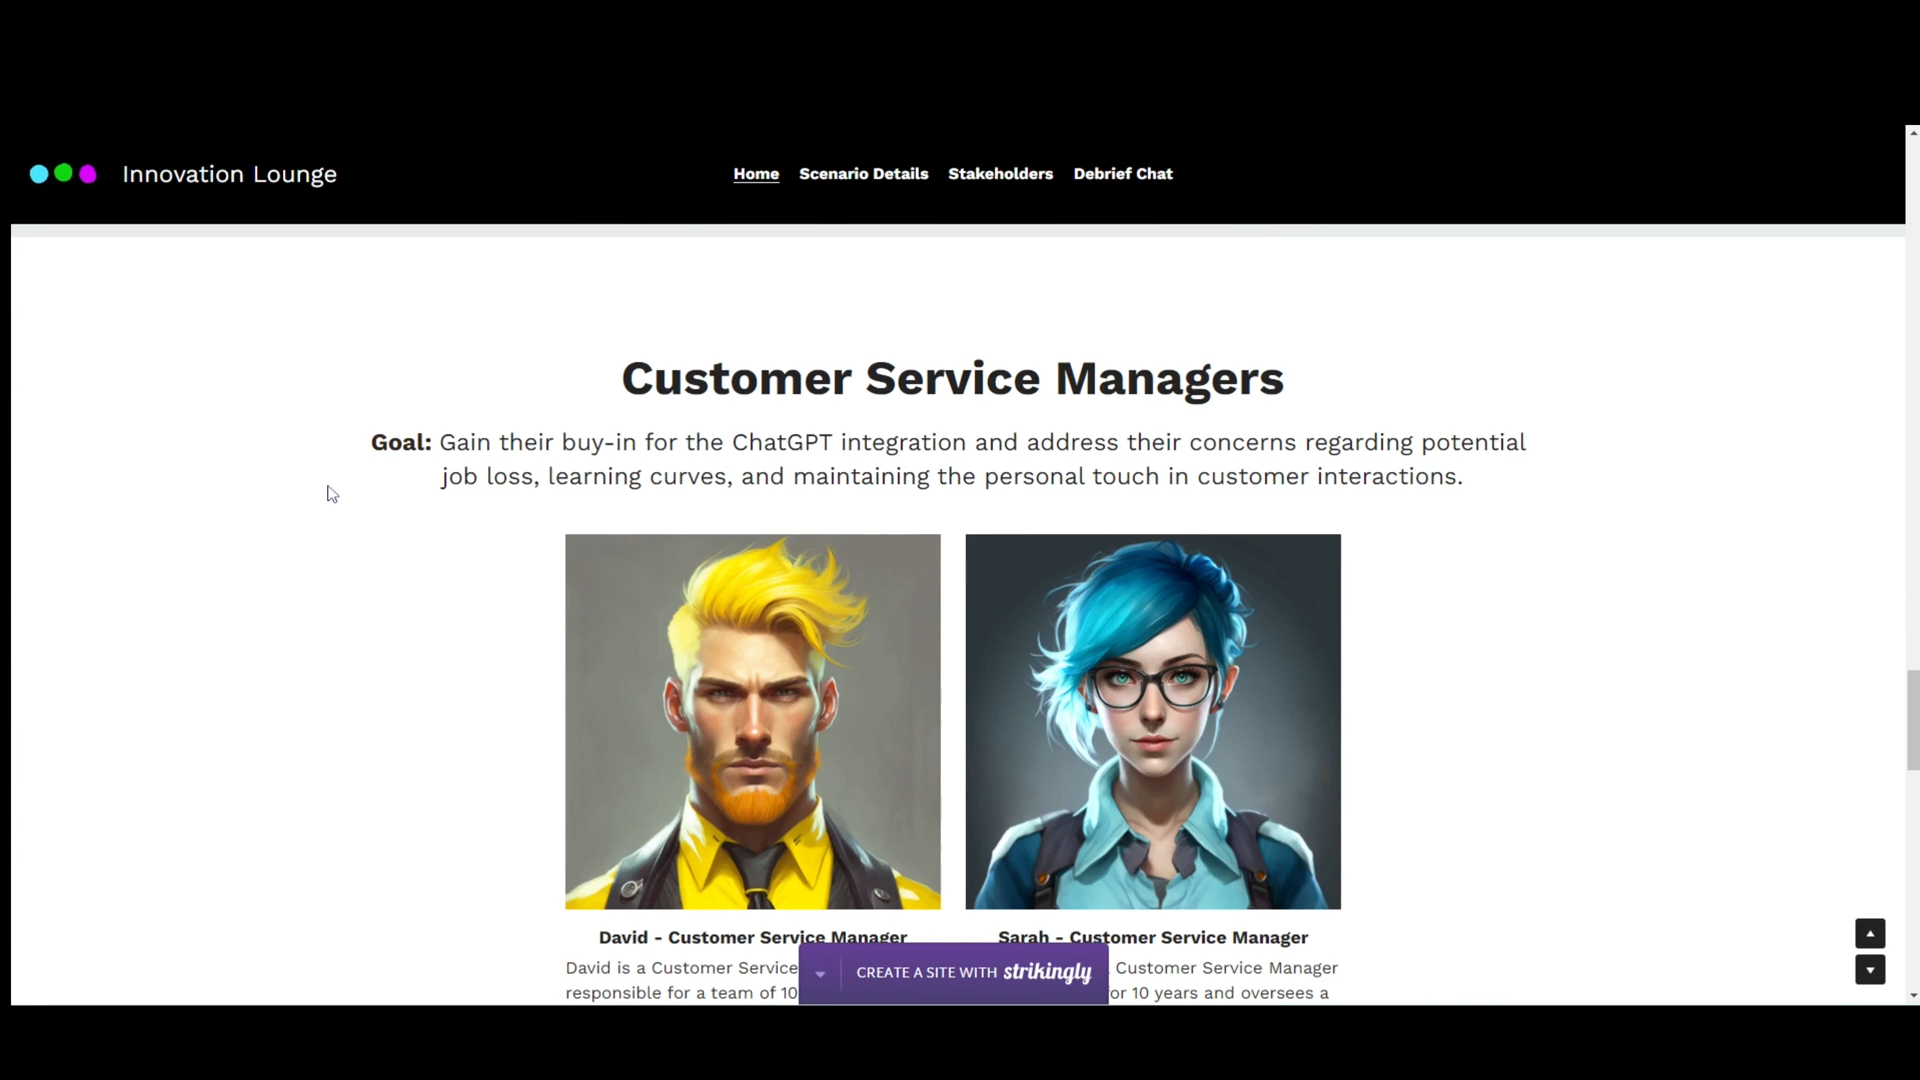 Innovation Lounge
Home Scenario Details Stakeholders Debrief Chat
Customer Service Managers
Goal: Gain their buy-in for the ChatGPT integration and address their concerns regarding potential
job loss, learning curves, and maintaining the personal touch in customer interactions.
David - Customer Service Manager
David is a Customer Service
responsible for a team of 10
Sarah - Customer Service Manager
Customer Service Manager
for 10 years and oversees a
CREATE A SITE WITH strikingly